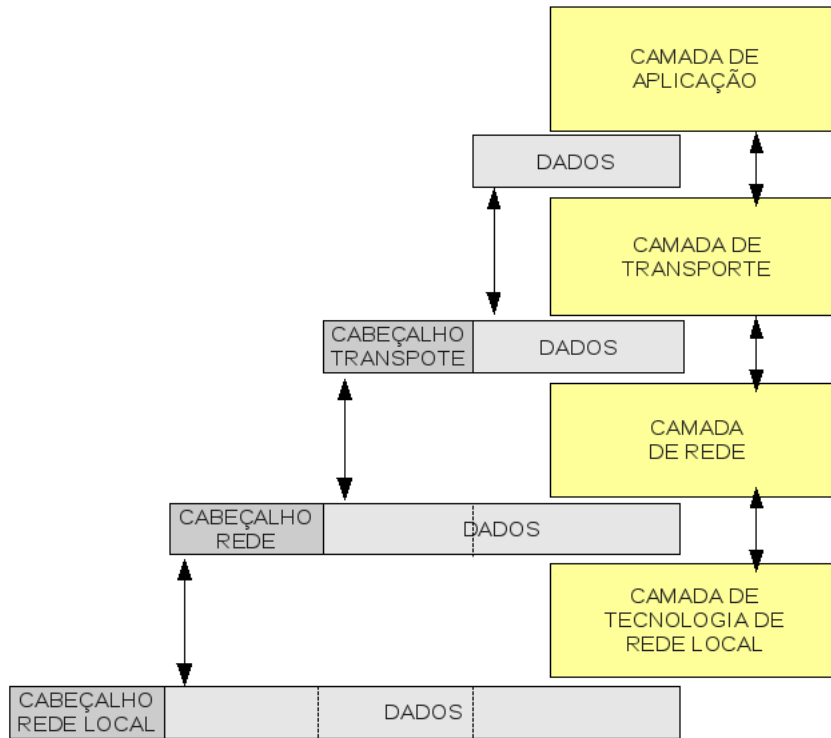 CAMADA DE
APLICAÇÃO
DADOS
CAMADA DE
TRANSPORTE
CABEÇALHO
TRANSPOTE
DADOS
CAMADA
DE REDE
CABEÇALHO
REDE
DADOS
CAMADA DE
TECNOLOGIA DE
REDE LOCAL
CABEÇALHO
REDE LOCAL
DADOS